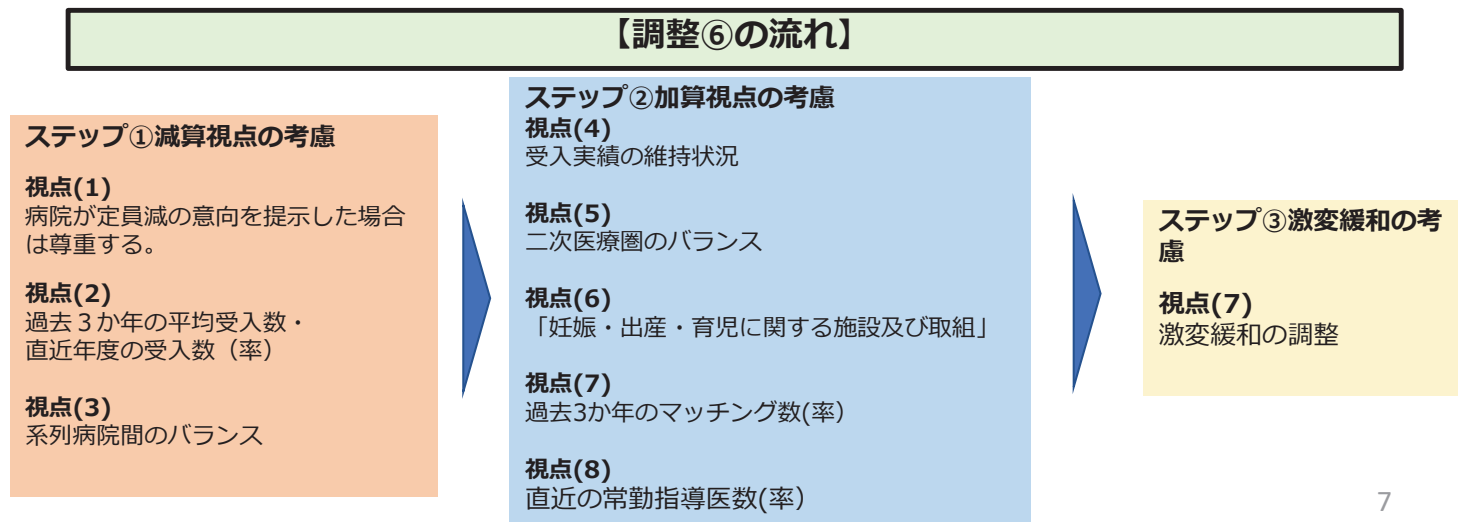 【調整⑥の流れ】
ステップ①減算視点の考慮
視点(1)
病院が定員減の意向を提示した場合
は尊重する。
視点(2)
過去３か年の平均受入数・
直近年度の受入数（率）
視点(3)
系列病院間のバランス
ステップ②加算視点の考慮
視点(4)
受入実績の維持状況
視点(5)
二次医療圏のバランス
視点(6)
「妊娠・出産・育児に関する施設及び取組」
視点(7)
過去3か年のマッチング数(率）
視点(8)
直近の常勤指導医数(率）
ステップ③激変緩和の考
慮
視点(7)
激変緩和の調整
7